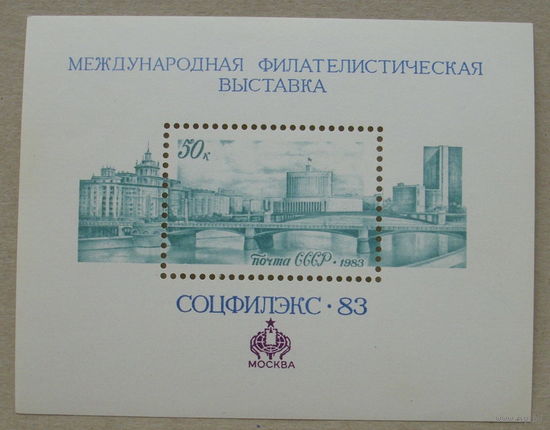 МЕЖДУНАРОДНАЯ ФИЛАТЕЛИСТИЧЕСКАЯ
ВЫСТАВКА
50к
почта СССР · 1983
СОЦФИЛЭКС · 83
МОСКВА